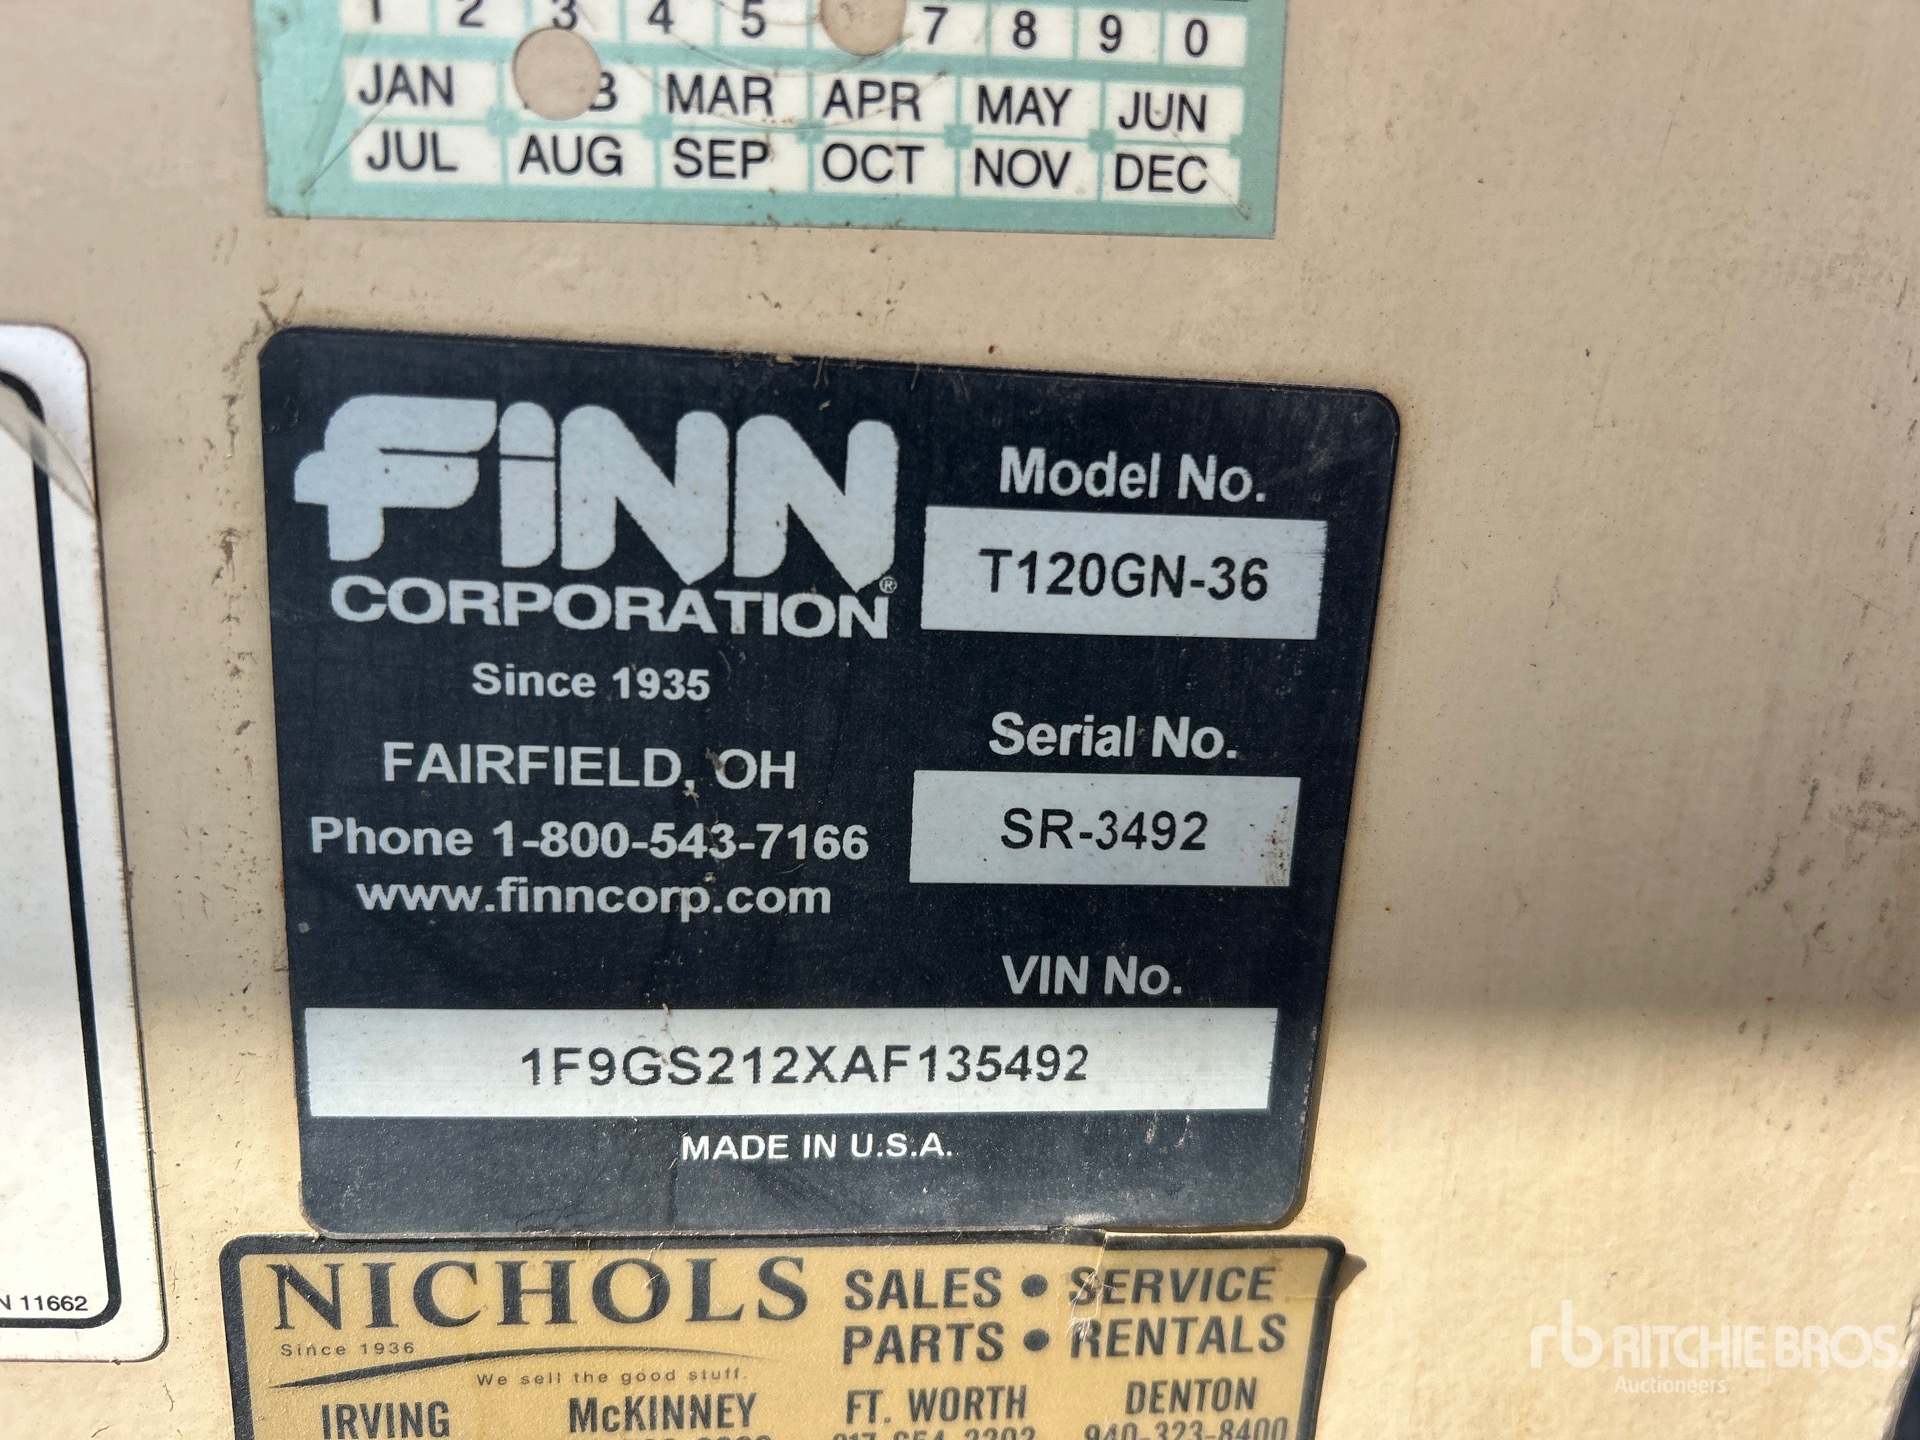 1 2 3 4 5 7 8 9 0
JAN MAR APR MAY JUN
JUL AUG SEP OCT NOV DEC
FINN
CORPORATION®
Since 1935
FAIRFIELD, OH
Phone 1-800-543-7166
www.finncorp.com
Model No.
T120GN-36
Serial No.
SR-3492
VIN No.
1F9GS212XAF135492
MADE IN U.S.A.
N 11662
NICHOLS
Since 1936
We sell the good stuff.
SALES • SERVICE
PARTS • RENTALS
IRVING McKINNEY FT. WORTH DENTON
940-323-8400
rb RITCHIE BROS.
Auctioneers